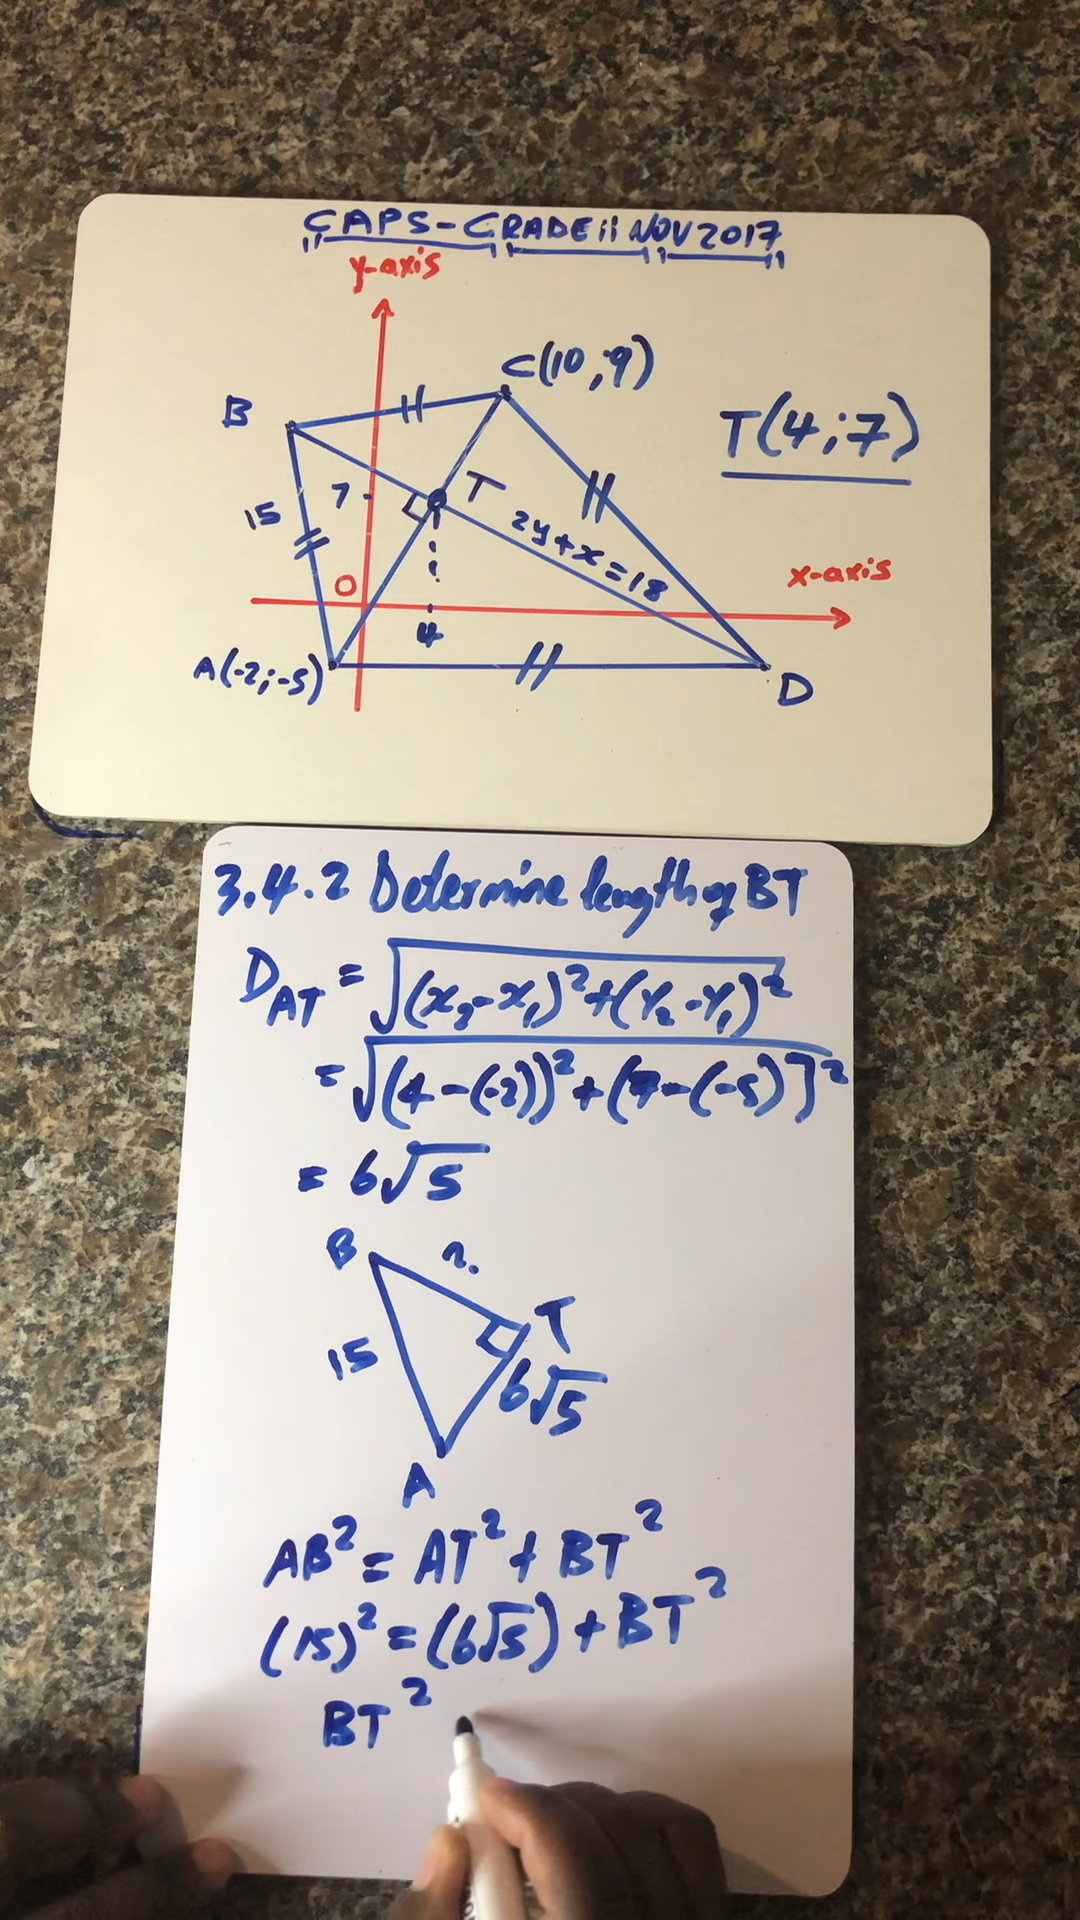 CAPS-GRADE 11 NOV 2017
y-axis
C(10;9)
B
T(4;7)
7
T
15
2y+x=18
x-axis
O
4
A(-2;-5)
D
3.4.2 Determine length of BT
D_AT = √(x₂-x₁)²+(Y₂-Y₁)²
= √(4-(-2))²+(7-(-5)]²
= 6√5
B
?
T
15
6√5
A
AB² = AT² + BT²
(15)² = (6√5) + BT²
BT²